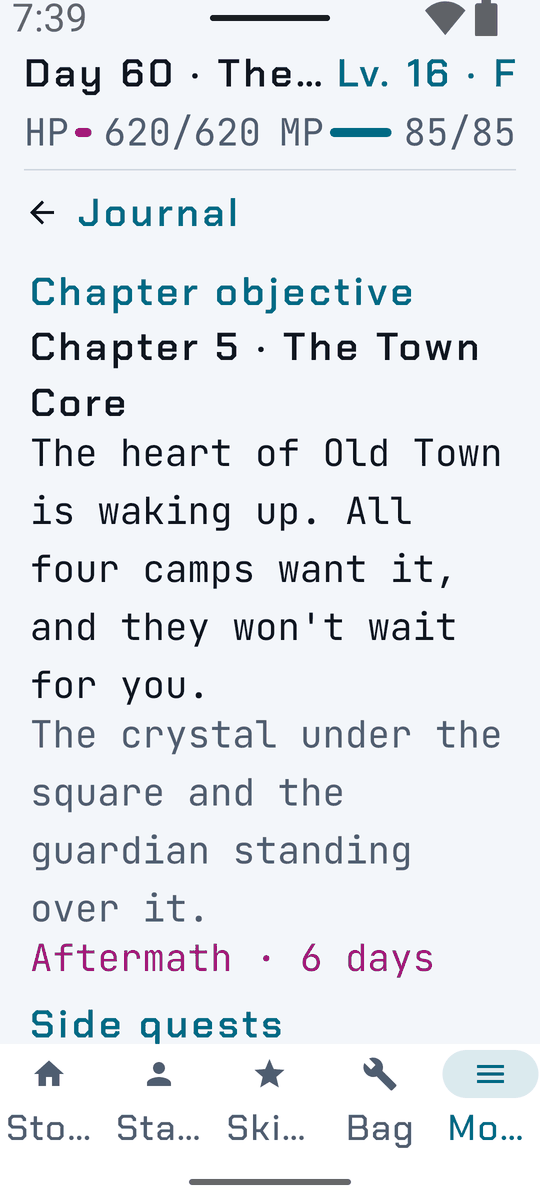 7:39
Day 60 · The… Lv. 16 · F
HP 620/620 MP 85/85
Journal
Chapter objective
Chapter 5 · The Town
Core
The heart of Old Town
is waking up. All
four camps want it,
and they won't wait
for you.
The crystal under the
square and the
guardian standing
over it.
Aftermath · 6 days
Side quests
Sto… Sta… Ski… Bag Mo…